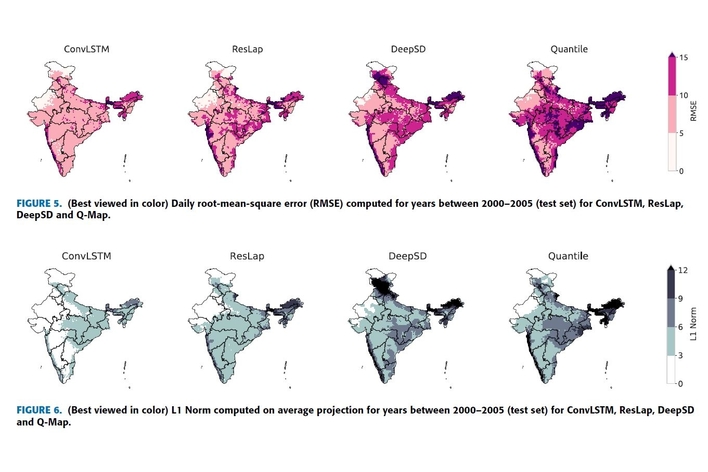 ConvLSTM ResLap DeepSD Quantile
15
10
5
0
RMSE
FIGURE 5. (Best viewed in color) Daily root-mean-square error (RMSE) computed for years between 2000–2005 (test set) for ConvLSTM, ResLap,
DeepSD and Q-Map.
ConvLSTM ResLap DeepSD Quantile
12
9
6
3
0
L1 Norm
FIGURE 6. (Best viewed in color) L1 Norm computed on average projection for years between 2000–2005 (test set) for ConvLSTM, ResLap, DeepSD
and Q-Map.